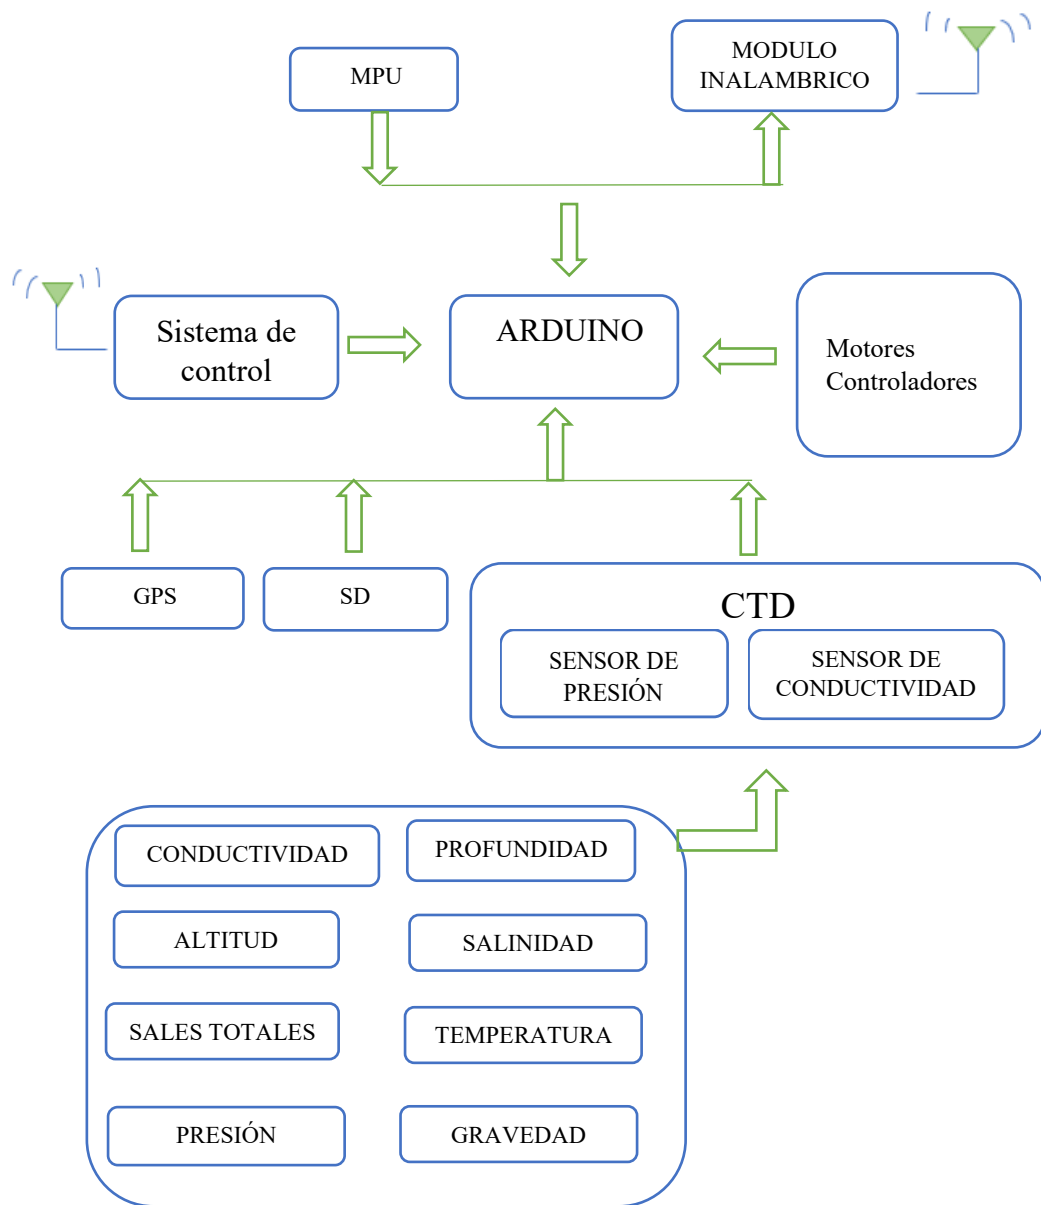 MPU
MODULO
INALAMBRICO
Sistema de
control
ARDUINO
Motores
Controladores
GPS
SD
CTD
SENSOR DE
PRESIÓN
SENSOR DE
CONDUCTIVIDAD
CONDUCTIVIDAD
PROFUNDIDAD
ALTITUD
SALINIDAD
SALES TOTALES
TEMPERATURA
PRESIÓN
GRAVEDAD